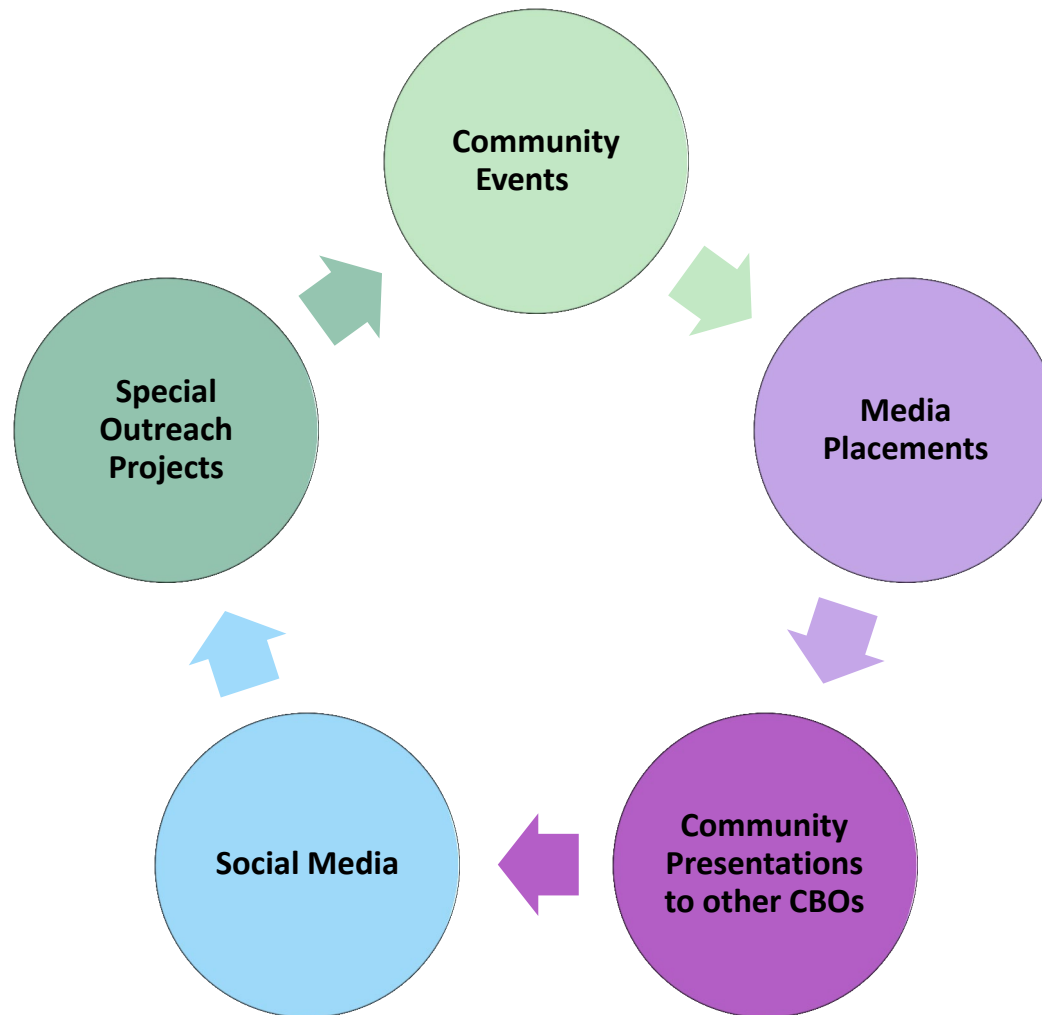 Community
Events
Media
Placements
Community
Presentations
to other CBOs
Social Media
Special
Outreach
Projects